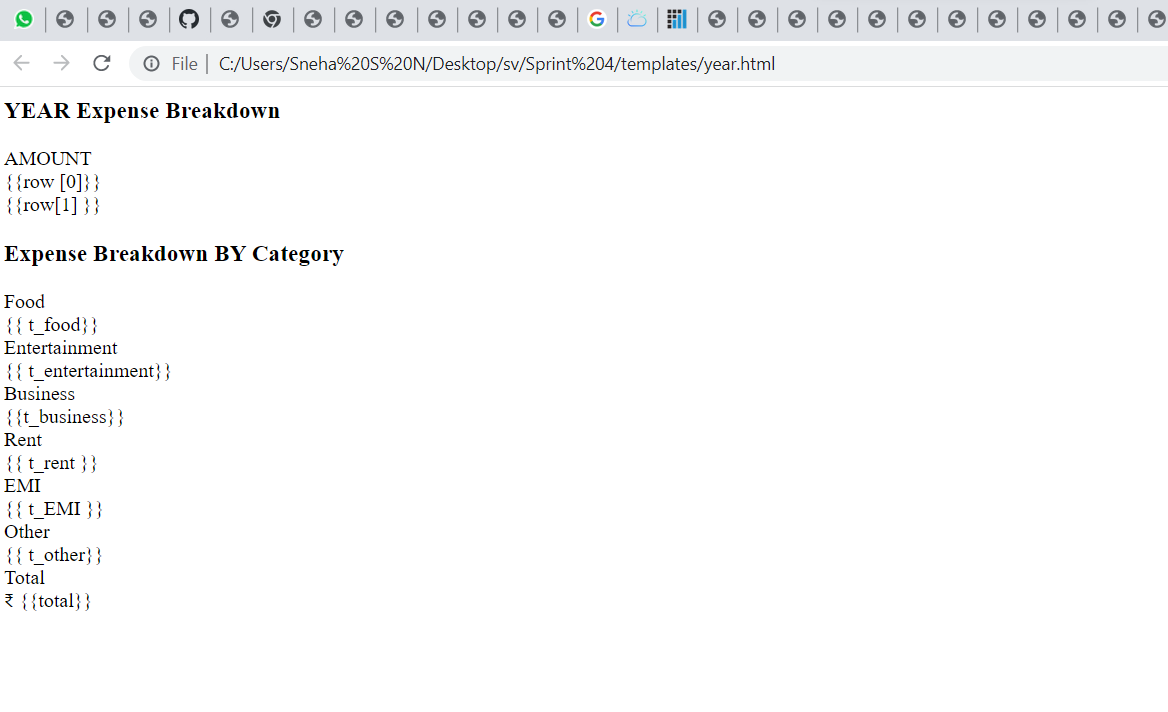 File | C:/Users/Sneha%20S%20N/Desktop/sv/Sprint%204/templates/year.html
YEAR Expense Breakdown
AMOUNT
{{row [0]}}
{{row[1] }}
Expense Breakdown BY Category
Food
{{ t_food}}
Entertainment
{{ t_entertainment}}
Business
{{t_business}}
Rent
{{ t_rent }}
EMI
{{ t_EMI }}
Other
{{ t_other}}
Total
₹ {{total}}